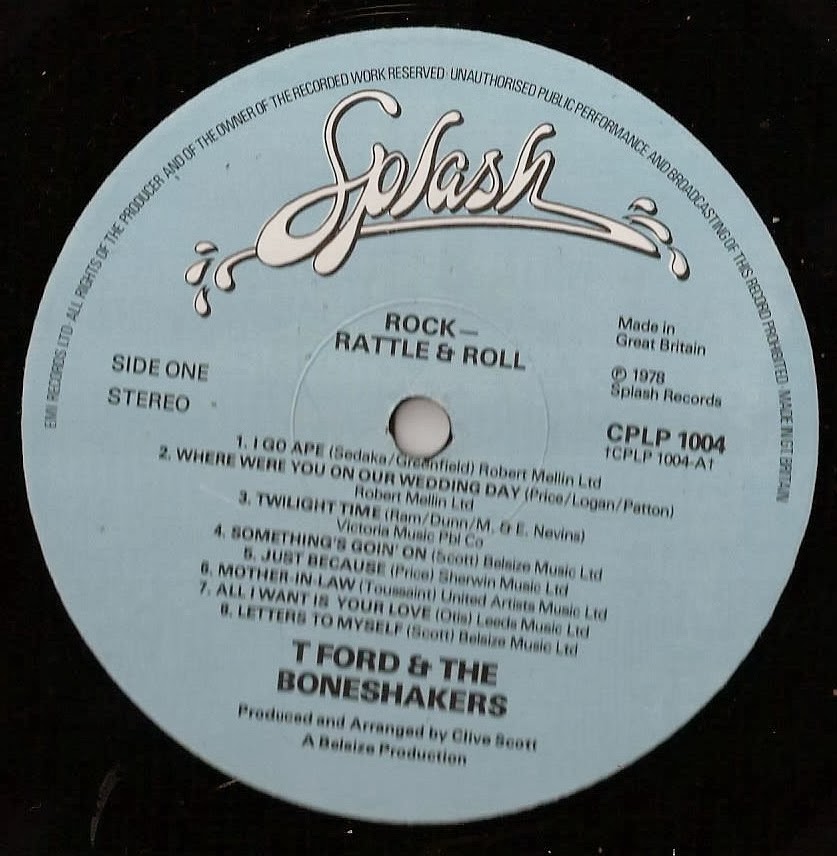 EMI RECORDS LTD · ALL RIGHTS OF THE PRODUCER AND OF THE OWNER OF THE RECORDED WORK RESERVED · UNAUTHORISED PUBLIC PERFORMANCE AND BROADCASTING OF THIS RECORD PROHIBITED · MADE IN GT. BRITAIN
Splash
ROCK —
RATTLE & ROLL
Made in
Great Britain
SIDE ONE
STEREO
℗ 1978
Splash Records
CPLP 1004
†CPLP 1004-A†
1. I GO APE (Sedaka/Greenfield) Robert Mellin Ltd
2. WHERE WERE YOU ON OUR WEDDING DAY (Price/Logan/Patton)
Robert Mellin Ltd
3. TWILIGHT TIME (Ram/Dunn/M. & E. Nevins)
Victoria Music Pbl Co
4. SOMETHING'S GOIN' ON (Scott) Belsize Music Ltd
5. JUST BECAUSE (Price) Sherwin Music Ltd
6. MOTHER-IN-LAW (Toussaint) United Artists Music Ltd
7. ALL I WANT IS YOUR LOVE (Otis) Leeds Music Ltd
8. LETTERS TO MYSELF (Scott) Belsize Music Ltd
T FORD & THE
BONESHAKERS
Produced and Arranged by Clive Scott
A Belsize Production